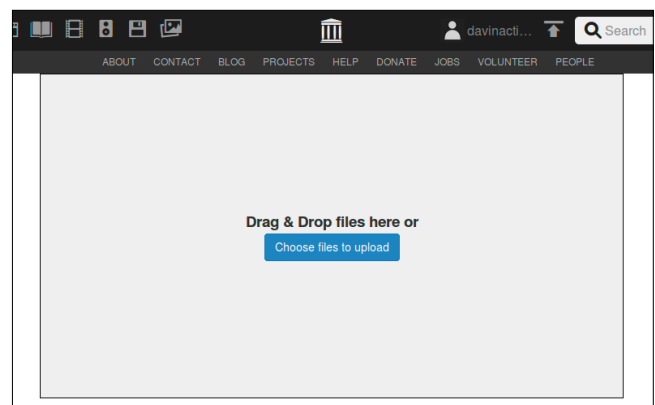 davinacti... Search
ABOUT CONTACT BLOG PROJECTS HELP DONATE JOBS VOLUNTEER PEOPLE
Drag & Drop files here or
Choose files to upload